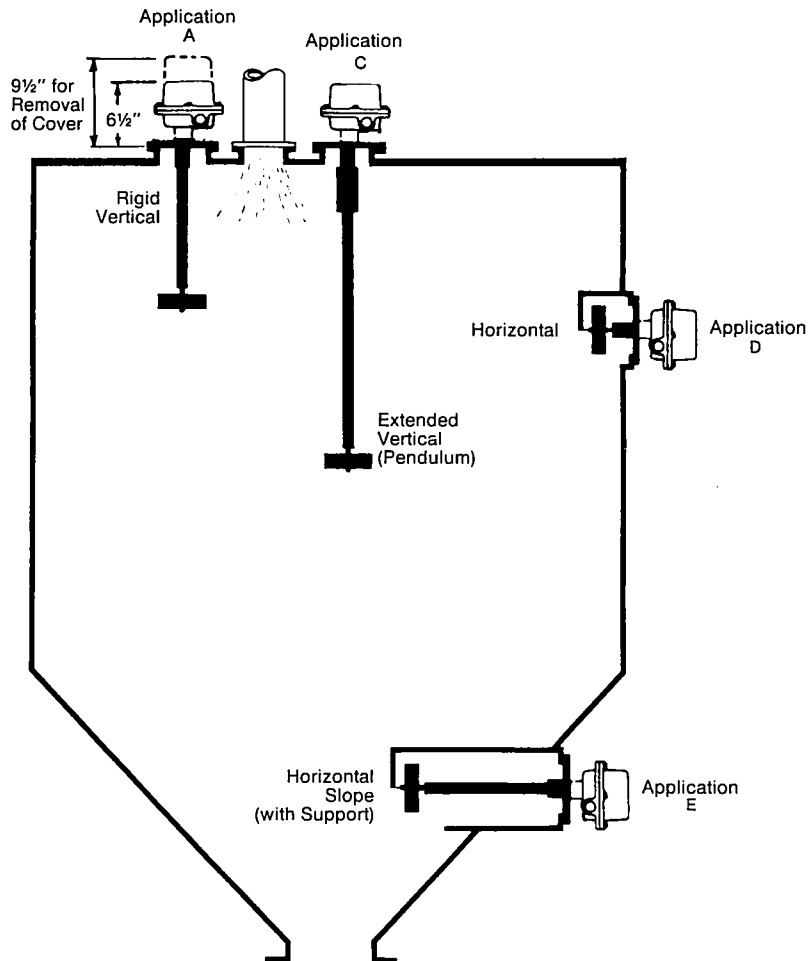 Application
A
Application
C
9½" for
Removal
of Cover
6½"
Rigid
Vertical
Horizontal
Application
D
Extended
Vertical
(Pendulum)
Horizontal
Slope
(with Support)
Application
E